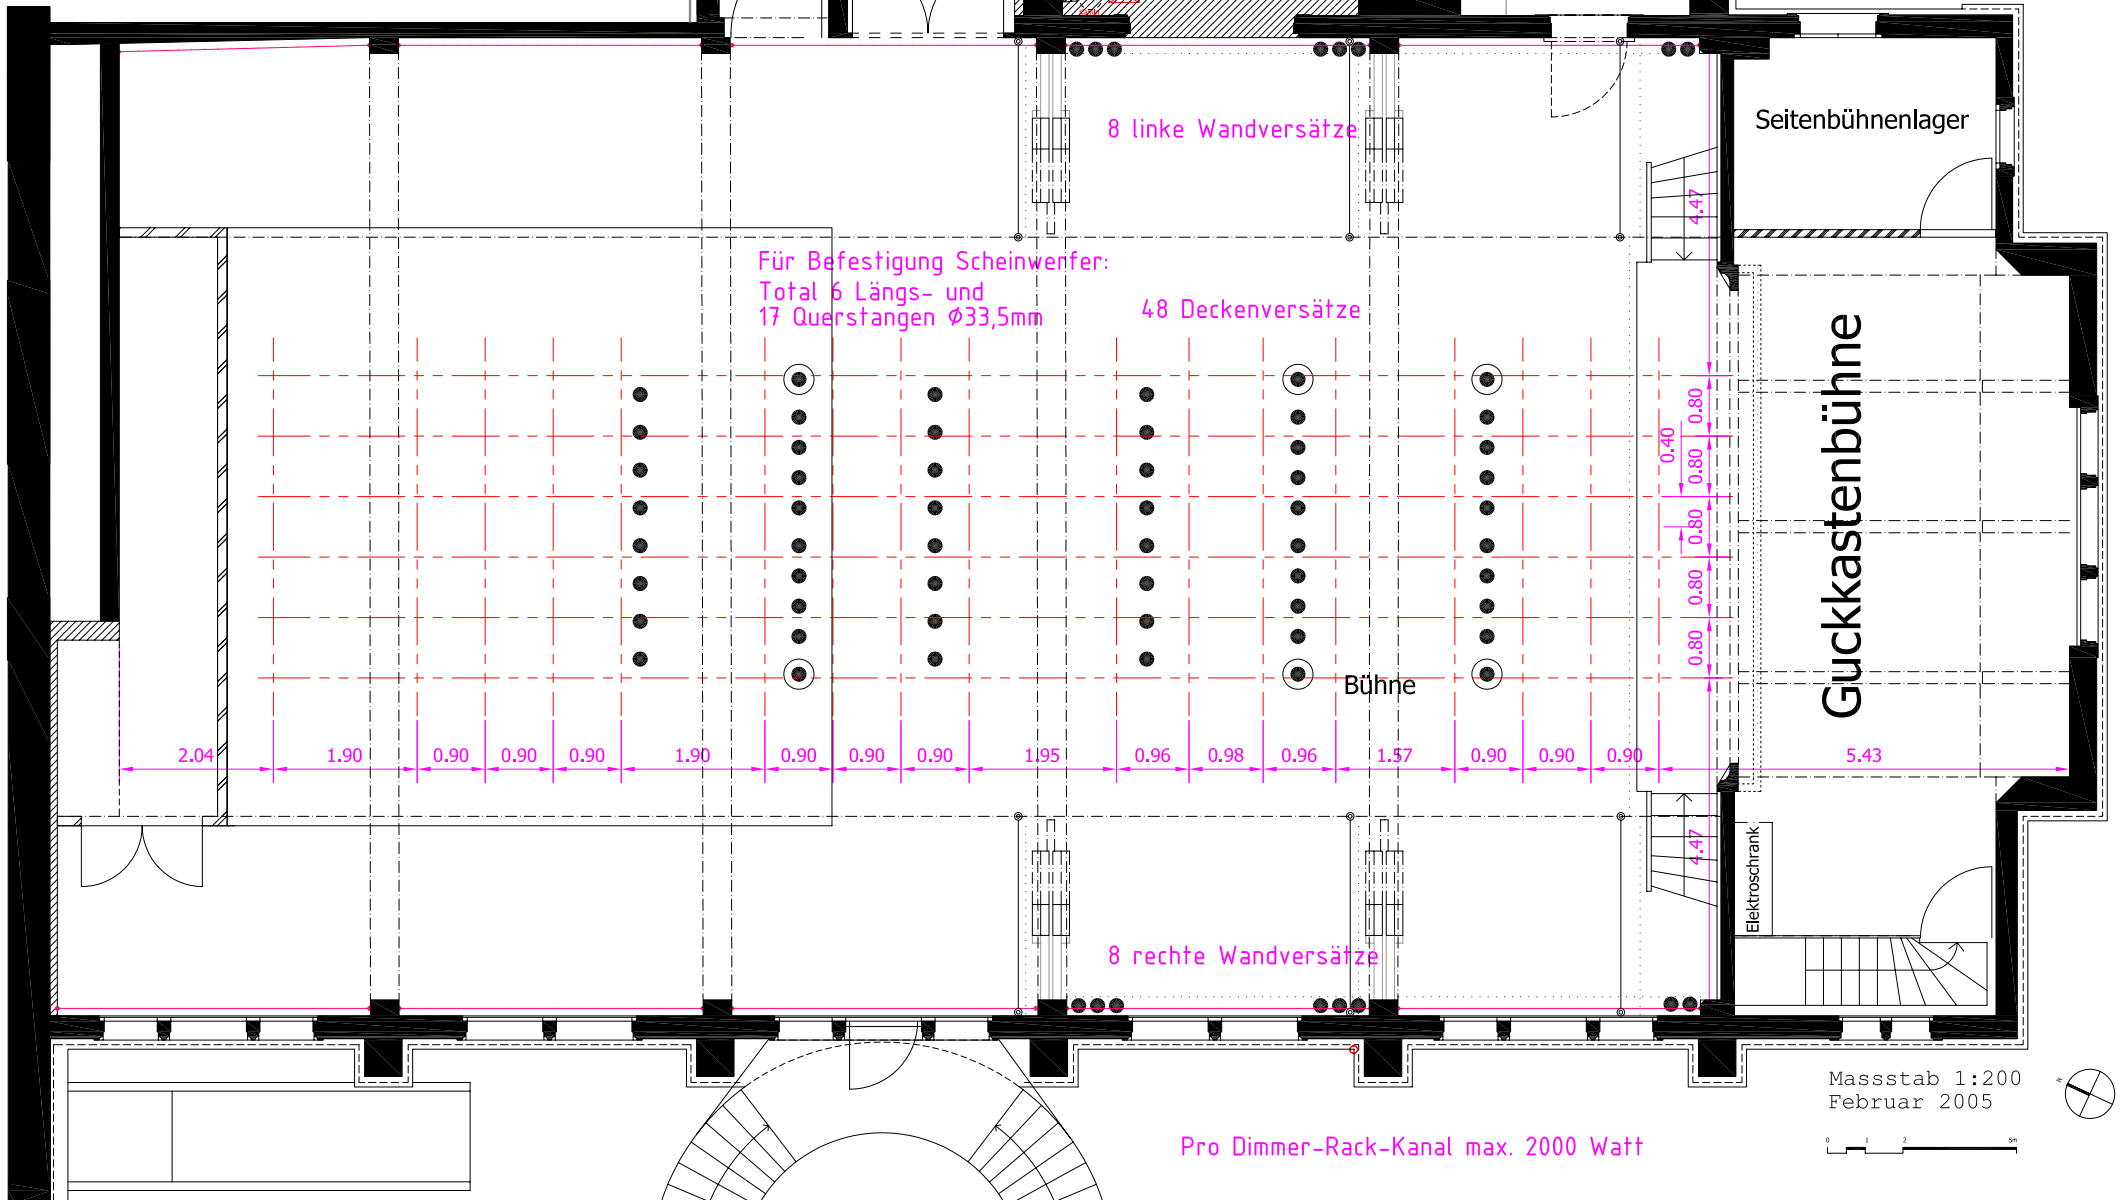 8 linke Wandversätze
Seitenbühnenlager
4.47
Für Befestigung Scheinwerfer:
Total 6 Längs- und
17 Querstangen Ø33,5mm
48 Deckenversätze
Guckkastenbühne
0.80
0.40
0.80
0.80
0.80
0.80
Bühne
2.04
1.90
0.90
0.90
0.90
1.90
0.90
0.90
0.90
1.95
0.96
0.98
0.96
1.57
0.90
0.90
0.90
5.43
4.47
Elektroschrank
8 rechte Wandversätze
Massstab 1:200
Februar 2005
N
Pro Dimmer-Rack-Kanal max. 2000 Watt
0 1 2 5m